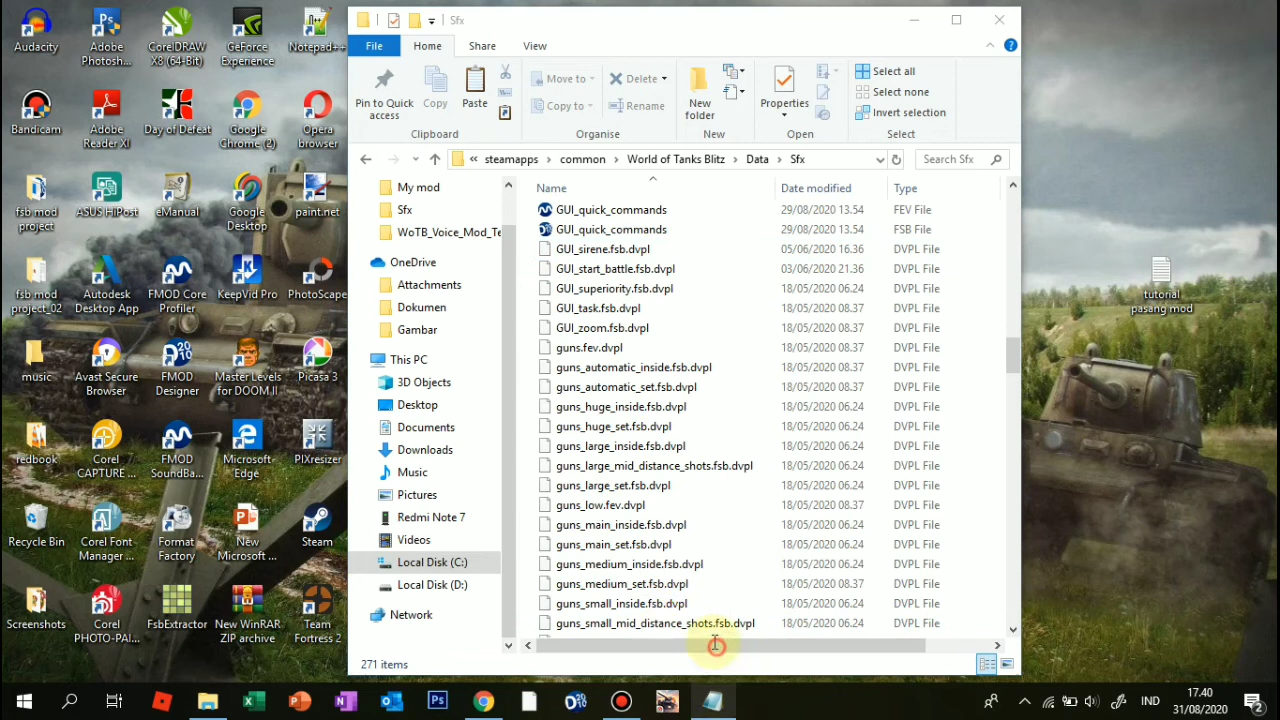 Audacity
Adobe
Photosh...
CorelDRAW
X8 (64-Bit)
GeForce
Experience
Notepad++
Bandicam
Adobe
Reader XI
Day of Defeat
Google
Chrome (2)
Opera
browser
fsb mod
project
ASUS HiPost
eManual
Google
Desktop
paint.net
fsb mod
project_02
Autodesk
Desktop App
FMOD Core
Profiler
KeepVid Pro
PhotoScape
music
Avast Secure
Browser
FMOD
Designer
Master Levels
for DOOM II
Picasa 3
redbook
Corel
CAPTURE ...
FMOD
SoundBa...
Microsoft-
Edge
PIXresizer
Recycle Bin
Corel Font
Manager ...
Format
Factory
New
Microsoft ...
Steam
Screenshots
Corel
PHOTO-PAI...
FsbExtractor
New WinRAR
ZIP archive
Team
Fortress 2
Sfx
File Home Share View
Pin to Quick
access
Copy
Paste
Move to
Copy to
Delete
Rename
New
folder
Properties
Select all
Select none
Invert selection
Clipboard Organise New Open Select
« steamapps › common › World of Tanks Blitz › Data › Sfx
Search Sfx
My mod
Sfx
WoTB_Voice_Mod_Te
OneDrive
Attachments
Dokumen
Gambar
This PC
3D Objects
Desktop
Documents
Downloads
Music
Pictures
Redmi Note 7
Videos
Local Disk (C:)
Local Disk (D:)
Network
Name Date modified Type
GUI_quick_commands 29/08/2020 13.54 FEV File
GUI_quick_commands 29/08/2020 13.54 FSB File
GUI_sirene.fsb.dvpl 05/06/2020 16.36 DVPL File
GUI_start_battle.fsb.dvpl 03/06/2020 21.36 DVPL File
GUI_superiority.fsb.dvpl 18/05/2020 06.24 DVPL File
GUI_task.fsb.dvpl 18/05/2020 08.37 DVPL File
GUI_zoom.fsb.dvpl 18/05/2020 08.37 DVPL File
guns.fev.dvpl 18/05/2020 08.37 DVPL File
guns_automatic_inside.fsb.dvpl 18/05/2020 08.37 DVPL File
guns_automatic_set.fsb.dvpl 18/05/2020 08.37 DVPL File
guns_huge_inside.fsb.dvpl 18/05/2020 06.24 DVPL File
guns_huge_set.fsb.dvpl 18/05/2020 06.24 DVPL File
guns_large_inside.fsb.dvpl 18/05/2020 06.24 DVPL File
guns_large_mid_distance_shots.fsb.dvpl 18/05/2020 06.24 DVPL File
guns_large_set.fsb.dvpl 18/05/2020 06.24 DVPL File
guns_low.fev.dvpl 18/05/2020 06.24 DVPL File
guns_main_inside.fsb.dvpl 18/05/2020 06.24 DVPL File
guns_main_set.fsb.dvpl 18/05/2020 06.24 DVPL File
guns_medium_inside.fsb.dvpl 18/05/2020 06.24 DVPL File
guns_medium_set.fsb.dvpl 18/05/2020 08.37 DVPL File
guns_small_inside.fsb.dvpl 18/05/2020 06.24 DVPL File
guns_small_mid_distance_shots.fsb.dvpl 18/05/2020 06.24 DVPL File
271 items
tutorial
pasang mod
IND
17.40
31/08/2020
2